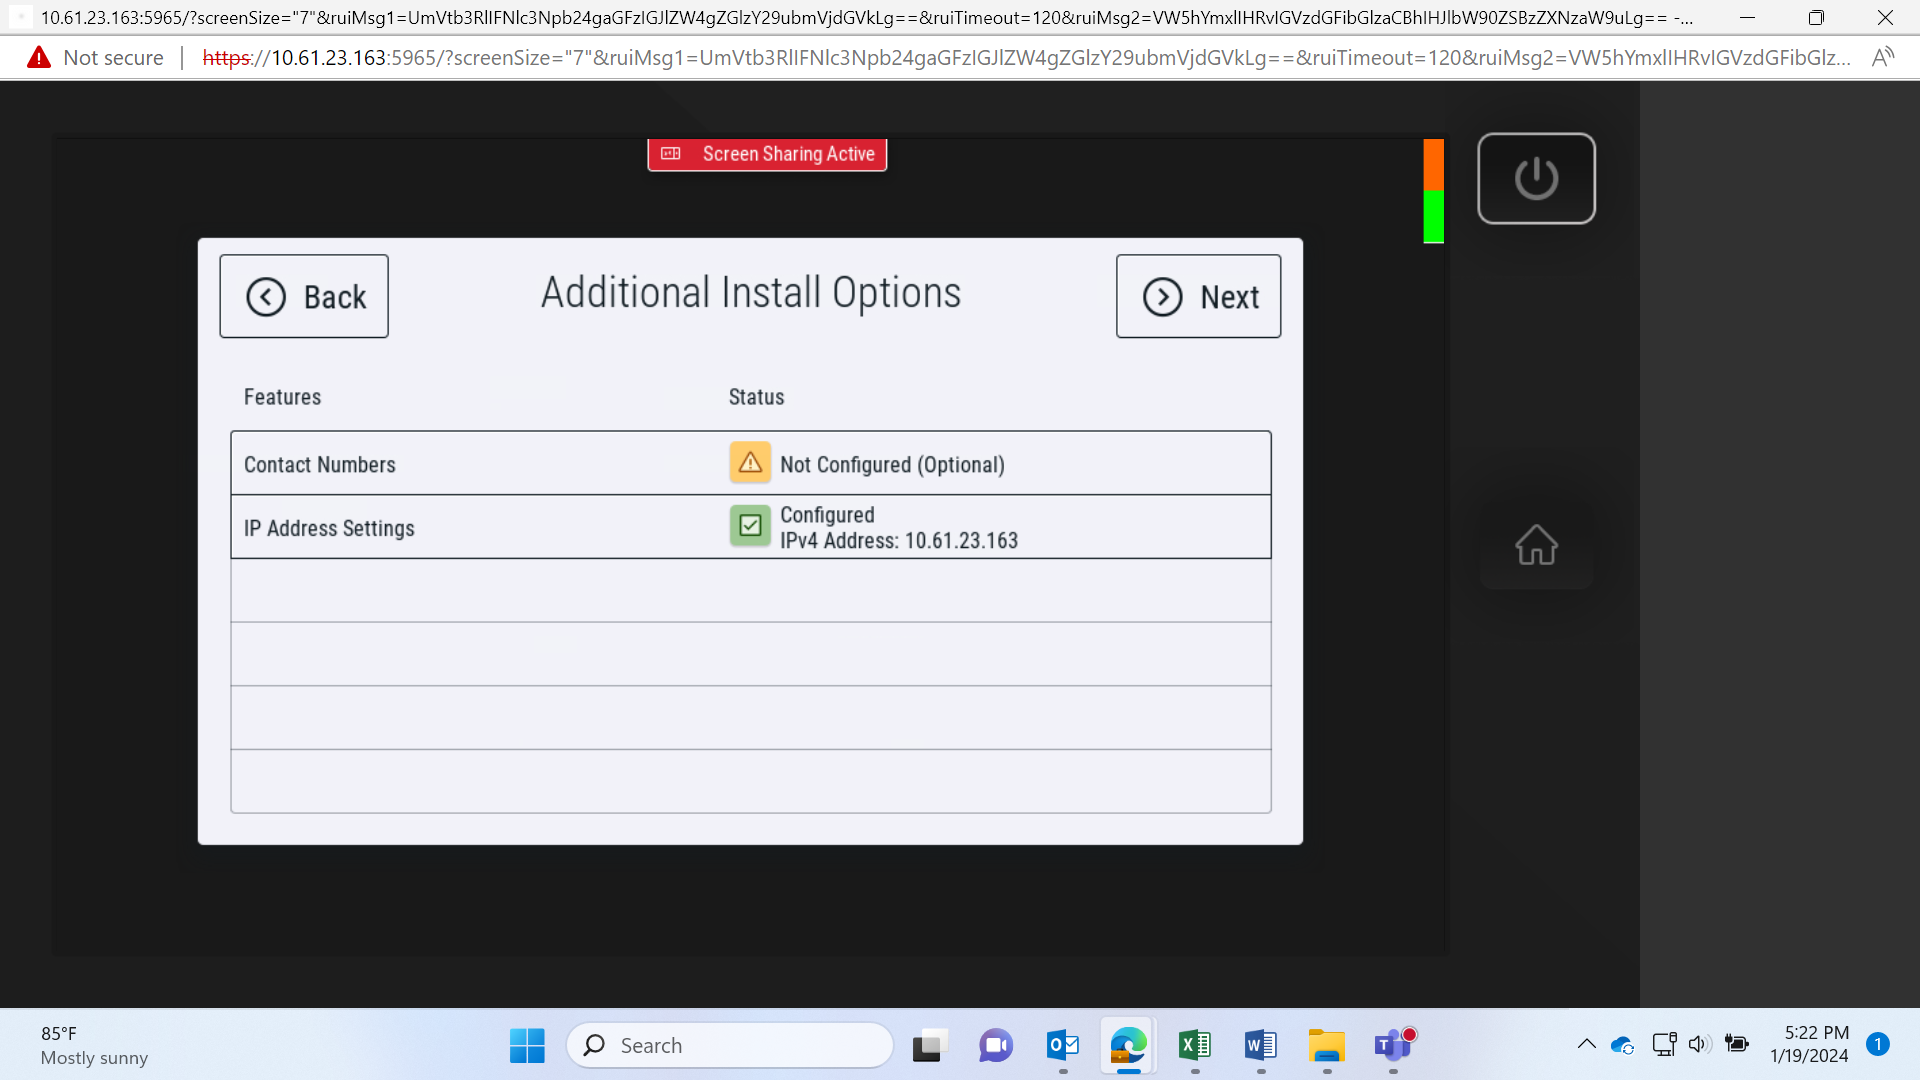 10.61.23.163:5965/?screenSize="7"&ruiMsg1=UmVtb3RlIFNlc3Npb24gaGFzIGJlZW4gZGlzY29ubmVjdGVkLg==&ruiTimeout=120&ruiMsg2=VW5hYmxlIHRvIGVzdGFibGlzaCBhIHJlbW90ZSBzZXNzaW9uLg== -...
Not secure
https://10.61.23.163:5965/?screenSize="7"&ruiMsg1=UmVtb3RlIFNlc3Npb24gaGFzIGJlZW4gZGlzY29ubmVjdGVkLg==&ruiTimeout=120&ruiMsg2=VW5hYmxlIHRvIGVzdGFibGlz...
Screen Sharing Active
Back
Additional Install Options
Next
Features
Status
Contact Numbers
Not Configured (Optional)
IP Address Settings
Configured
IPv4 Address: 10.61.23.163
85°F
Mostly sunny
Search
5:22 PM
1/19/2024
1